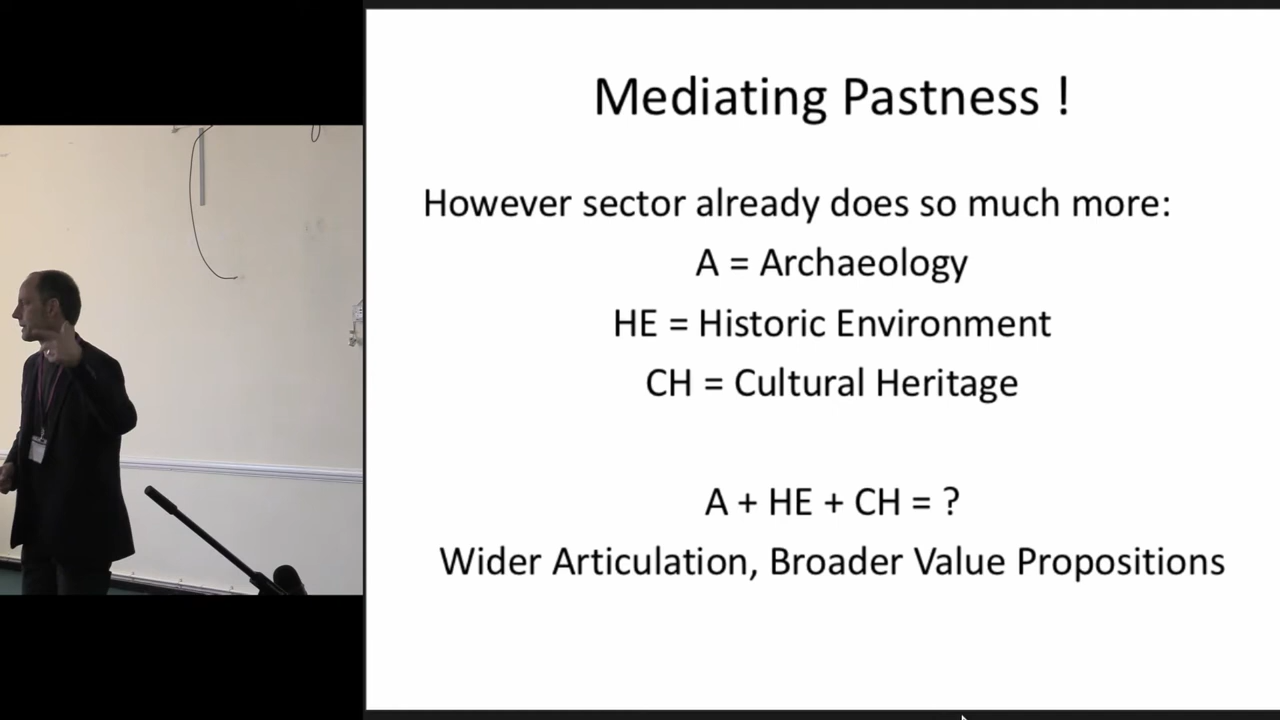 Mediating Pastness !
However sector already does so much more:
A = Archaeology
HE = Historic Environment
CH = Cultural Heritage
A + HE + CH = ?
Wider Articulation, Broader Value Propositions